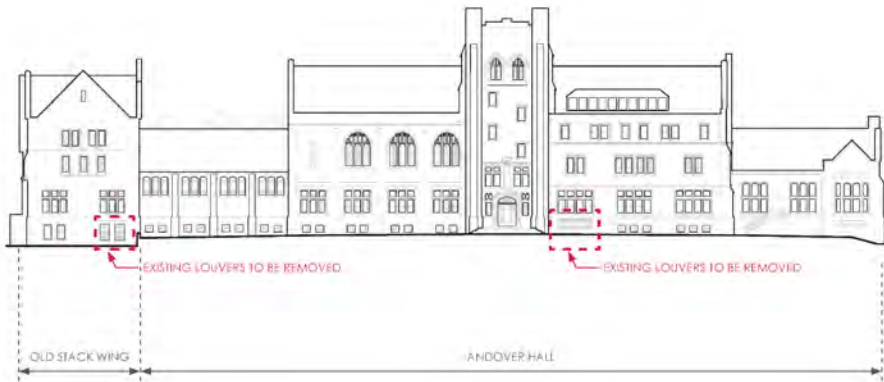 EXISTING LOUVERS TO BE REMOVED
EXISTING LOUVERS TO BE REMOVED
OLD STACK WING
ANDOVER HALL